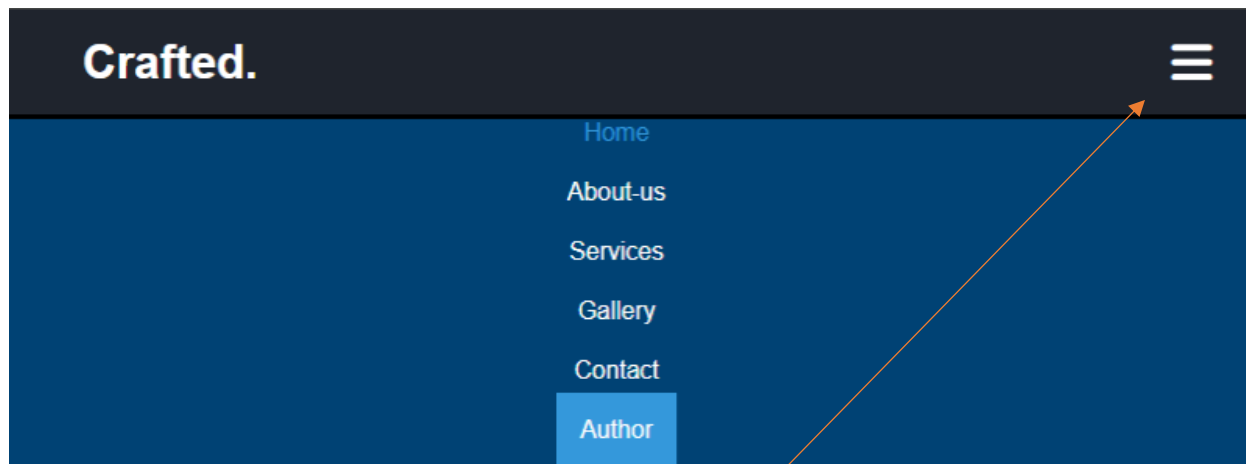 Crafted.
Home
About-us
Services
Gallery
Contact
Author